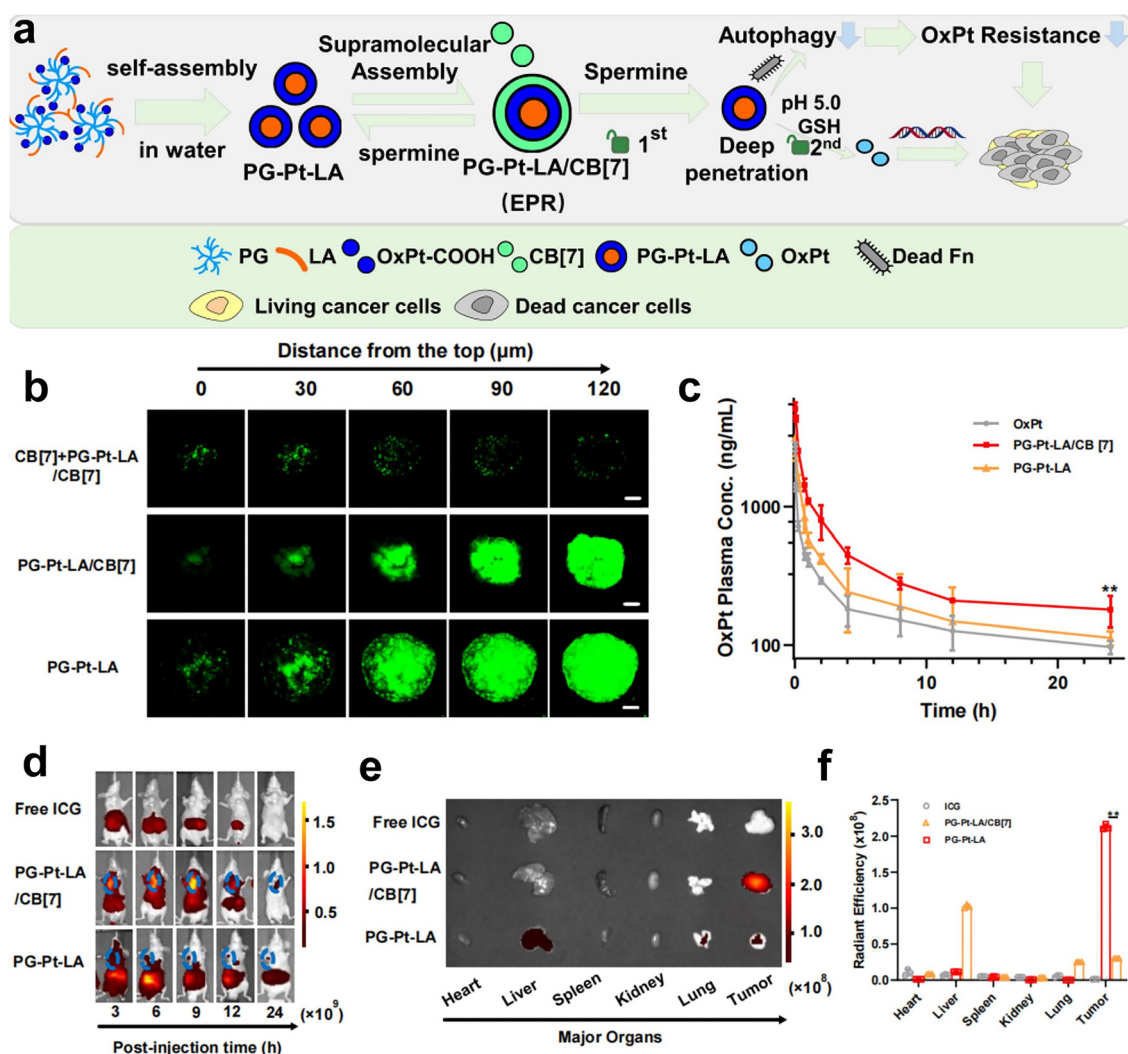 a
self-assembly
in water
PG-Pt-LA
Supramolecular
Assembly
spermine
PG-Pt-LA/CB[7]
(EPR)
Spermine
1st
Deep
penetration
Autophagy
OxPt Resistance
pH 5.0
GSH
2nd
PG LA OxPt-COOH CB[7] PG-Pt-LA OxPt Dead Fn
Living cancer cells Dead cancer cells
b
Distance from the top (μm)
0 30 60 90 120
CB[7]+PG-Pt-LA
/CB[7]
PG-Pt-LA/CB[7]
PG-Pt-LA
c
OxPt Plasma Conc. (ng/mL)
1000
100
0 10 20
Time (h)
OxPt
PG-Pt-LA/CB [7]
PG-Pt-LA
**
d
Free ICG
PG-Pt-LA
/CB[7]
PG-Pt-LA
3 6 9 12 24
Post-injection time (h)
1.5
1.0
0.5
(×10⁹)
e
Free ICG
PG-Pt-LA
/CB[7]
PG-Pt-LA
Heart Liver Spleen Kidney Lung Tumor
Major Organs
3.0
2.0
1.0
(×10⁸)
f
Radiant Efficiency (×10⁸)
2.5
2.0
1.5
1.0
0.5
0.0
ICG
PG-Pt-LA/CB[7]
PG-Pt-LA
**
Heart Liver Spleen Kidney Lung Tumor